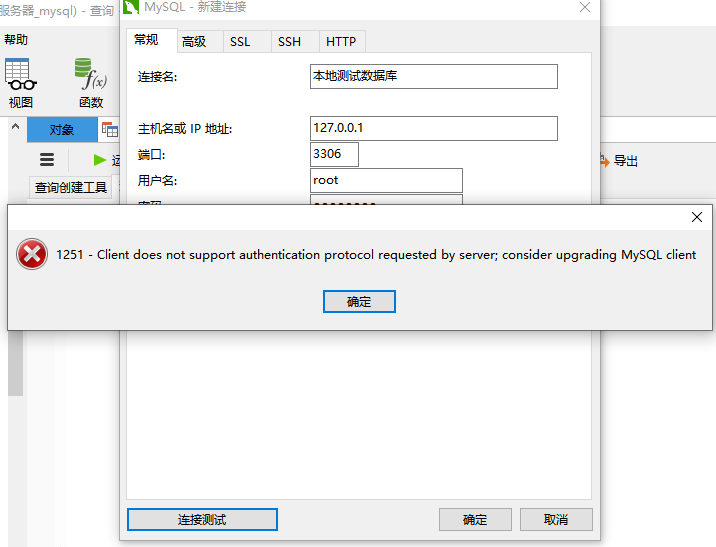 服务器_mysql) - 查询
MySQL - 新建连接
帮助
常规 高级 SSL SSH HTTP
视图
函数
连接名: 本地测试数据库
对象
主机名或 IP 地址: 127.0.0.1
端口: 3306
导出
用户名: root
查询创建工具
1251 - Client does not support authentication protocol requested by server; consider upgrading MySQL client
确定
连接测试 确定 取消